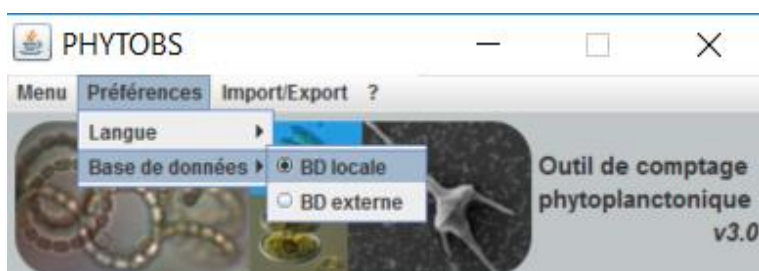 PHYTOBS
Menu Préférences Import/Export ?
Langue
Base de données
BD locale
BD externe
Outil de comptage
phytoplanctonique
v3.0